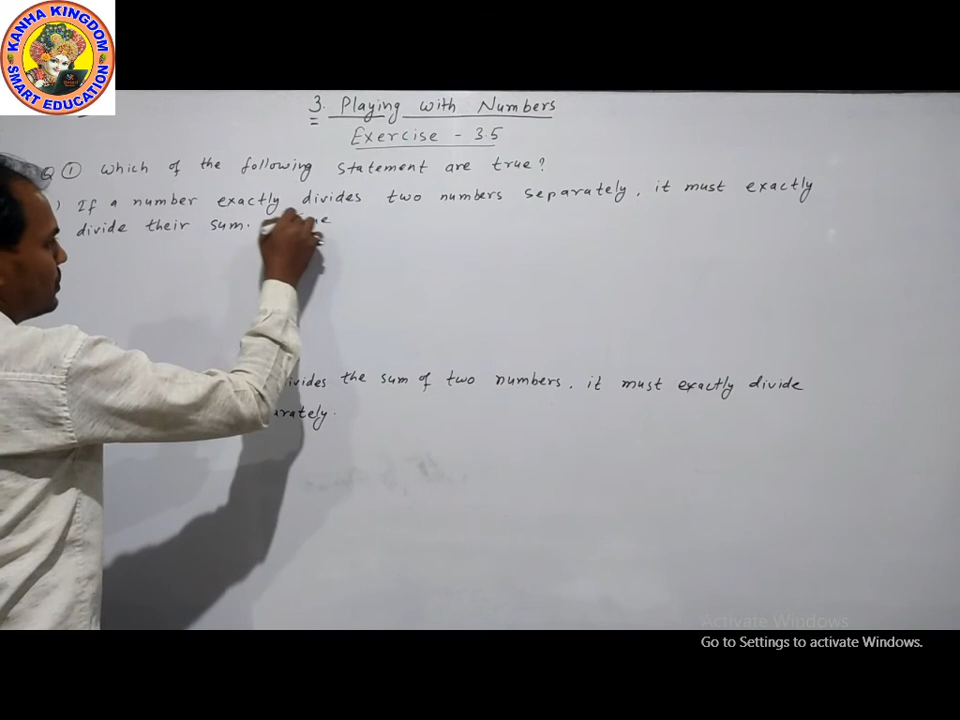 KANHA KINGDOM
SMART EDUCATION
3. Playing with Numbers
Exercise - 3.5
Q ① Which of the following statement are true?
) If a number exactly divides two numbers separately, it must exactly
divide their sum.
the sum of two numbers, it must exactly divide
Activate Windows
Go to Settings to activate Windows.